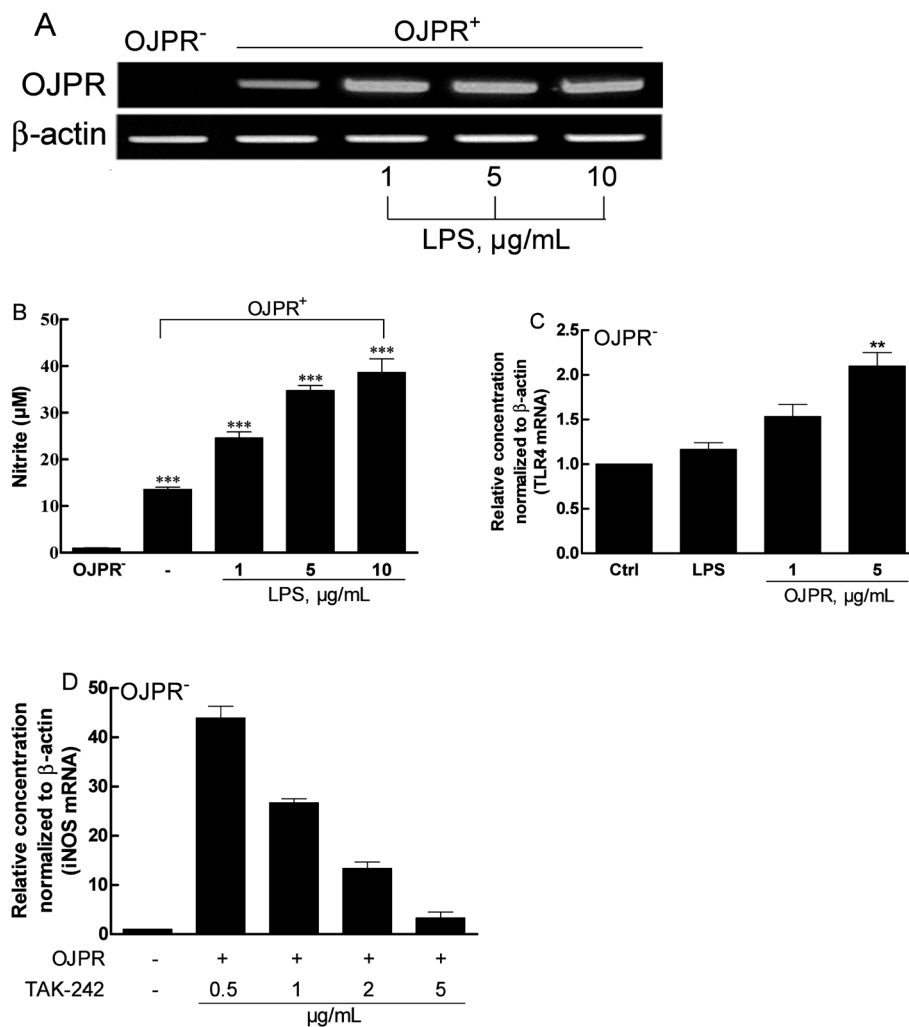 A
OJPR⁻ OJPR⁺
OJPR
β-actin
1 5 10
LPS, µg/mL
B
OJPR⁺
50
40
30
20
10
0
Nitrite (µM)
*** *** *** ***
OJPR⁻ - 1 5 10
LPS, µg/mL
C
OJPR⁻
2.5
2.0
1.5
1.0
0.5
0.0
Relative concentration
normalized to β-actin
(TLR4 mRNA)
**
Ctrl LPS 1 5
OJPR, µg/mL
D
OJPR⁻
50
40
30
20
10
0
Relative concentration
normalized to β-actin
(iNOS mRNA)
OJPR - + + + +
TAK-242 - 0.5 1 2 5
µg/mL